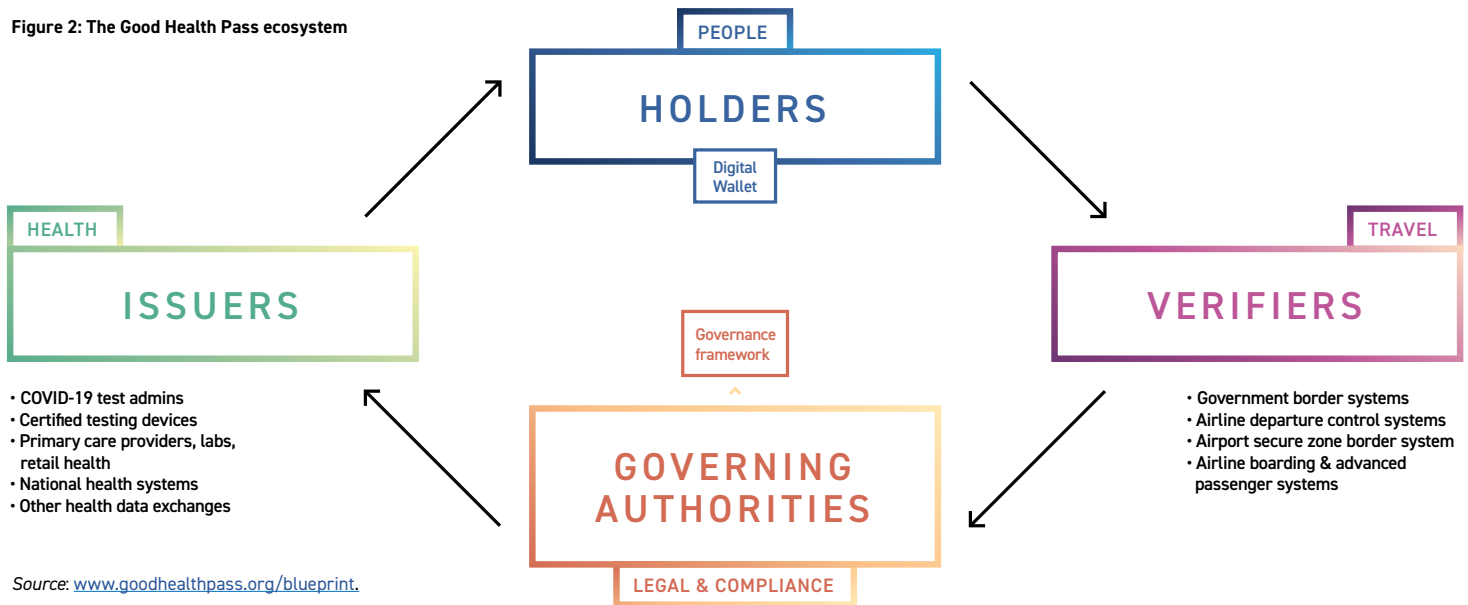 Figure 2: The Good Health Pass ecosystem
PEOPLE
HOLDERS
Digital
Wallet
HEALTH
ISSUERS
• COVID-19 test admins
• Certified testing devices
• Primary care providers, labs,
retail health
• National health systems
• Other health data exchanges
TRAVEL
VERIFIERS
• Government border systems
• Airline departure control systems
• Airport secure zone border system
• Airline boarding & advanced
passenger systems
Governance
framework
GOVERNING
AUTHORITIES
LEGAL & COMPLIANCE
Source: www.goodhealthpass.org/blueprint.